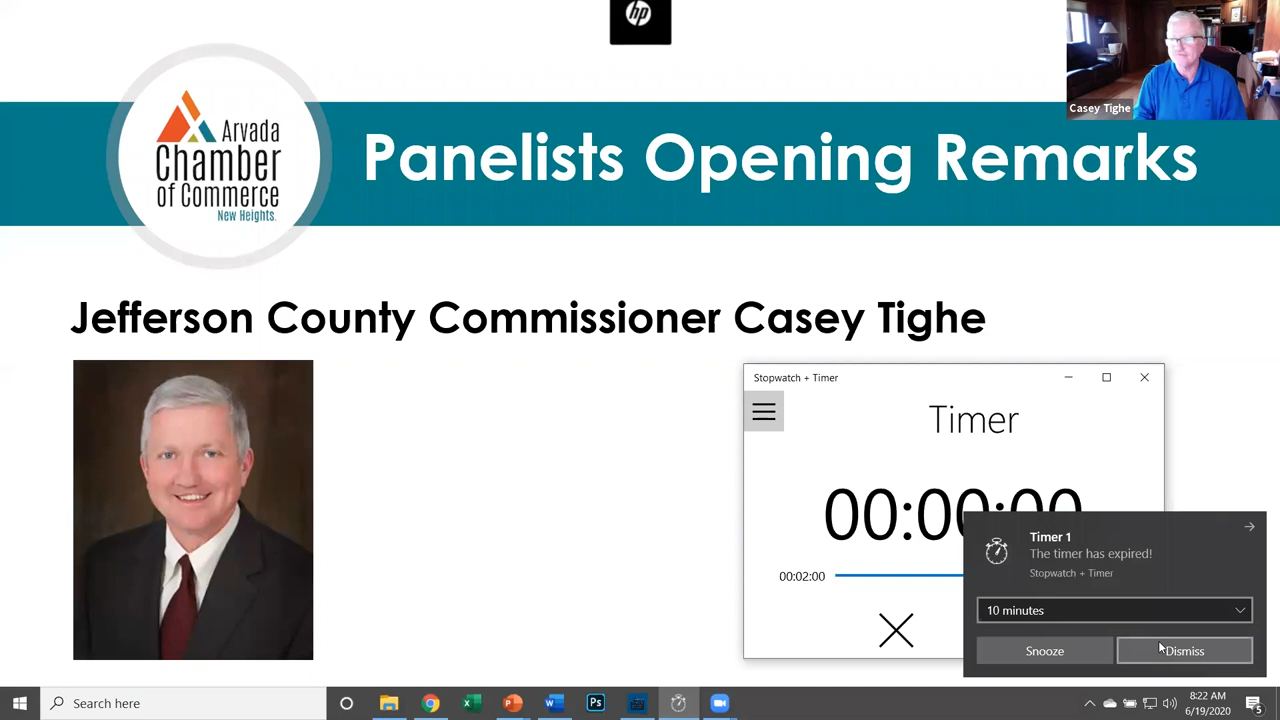 hp
Casey Tighe
Arvada
Chamber
of Commerce
New Heights.
Panelists Opening Remarks
Jefferson County Commissioner Casey Tighe
Stopwatch + Timer
Timer
00:00:00
00:02:00
Timer 1
The timer has expired!
Stopwatch + Timer
10 minutes
Snooze
Dismiss
Search here
Ps
8:22 AM
6/19/2020
5